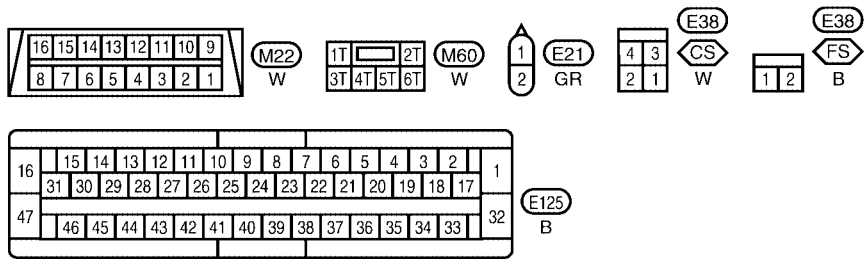 16 15 14 13 12 11 10 9
8 7 6 5 4 3 2 1
M22
W
1T 2T
3T 4T 5T 6T
M60
W
1
2
E21
GR
4 3
2 1
E38
CS
W
1 2
E38
FS
B
16 15 14 13 12 11 10 9 8 7 6 5 4 3 2 1
31 30 29 28 27 26 25 24 23 22 21 20 19 18 17
47 46 45 44 43 42 41 40 39 38 37 36 35 34 33 32
E125
B